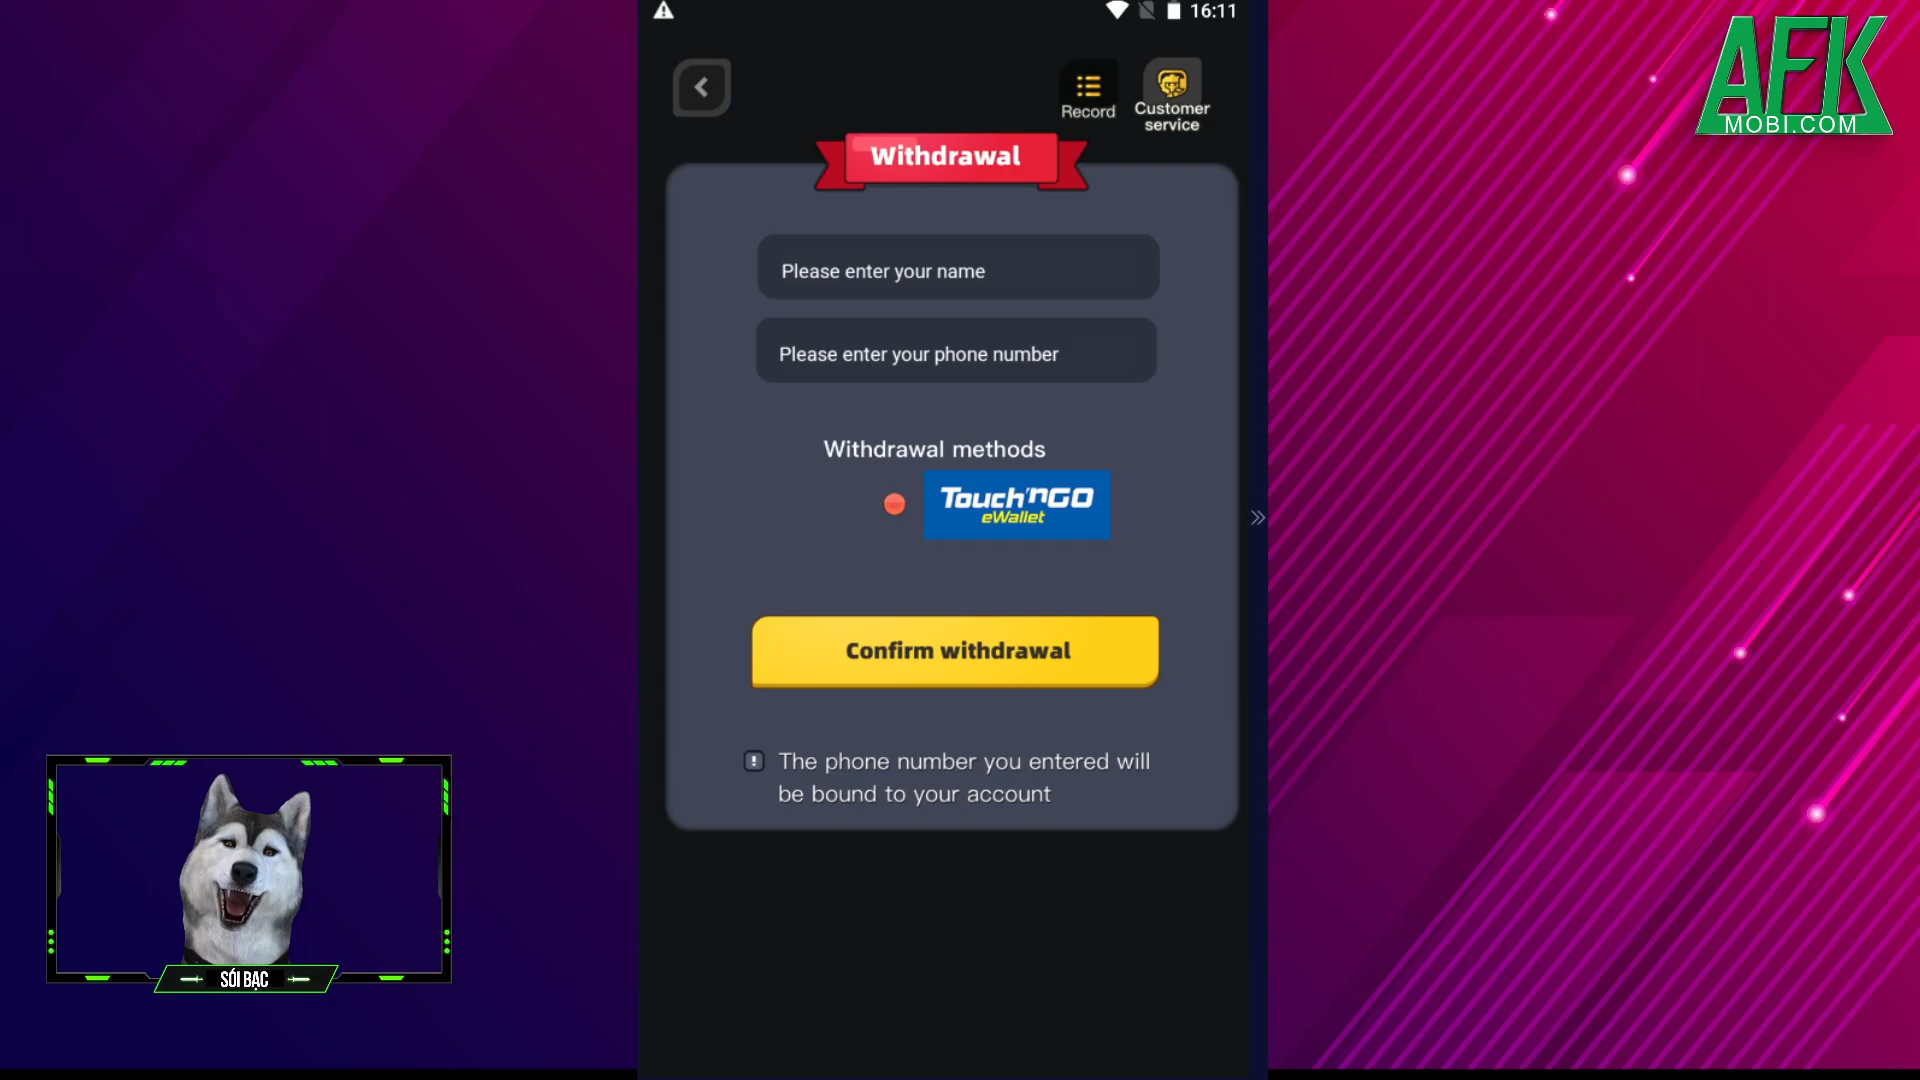 16:11
AFK
MOBI.COM
Record
Customer
service
Withdrawal
Please enter your name
Please enter your phone number
Withdrawal methods
Touch'nGO
eWallet
Confirm withdrawal
The phone number you entered will
be bound to your account
SÓI BẠC